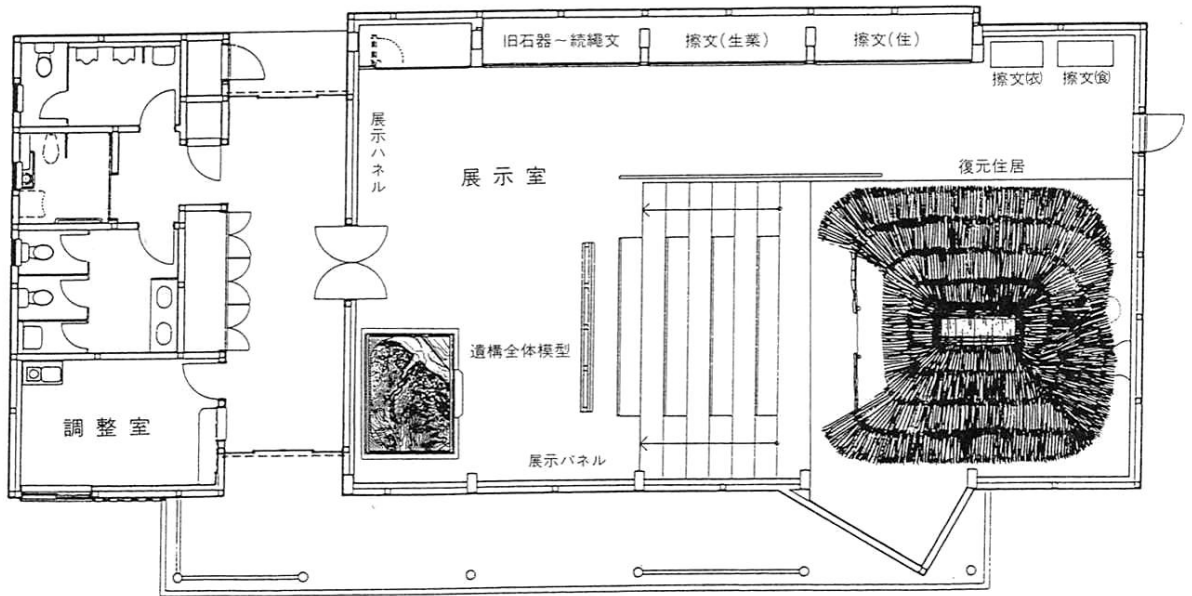 旧石器～続縄文
擦文(生業)
擦文(住)
擦文(衣)
擦文(食)
展示ハネル
展示室
復元住居
遺構全体模型
調整室
展示パネル